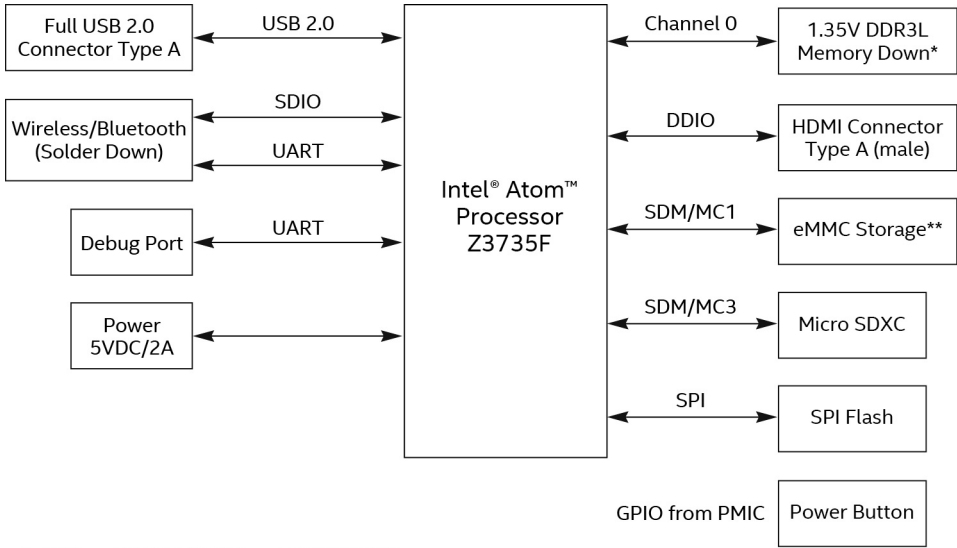 Full USB 2.0
Connector Type A
USB 2.0
Wireless/Bluetooth
(Solder Down)
SDIO
UART
Debug Port
UART
Power
5VDC/2A
Intel® Atom™
Processor
Z3735F
Channel 0
1.35V DDR3L
Memory Down*
DDIO
HDMI Connector
Type A (male)
SDM/MC1
eMMC Storage**
SDM/MC3
Micro SDXC
SPI
SPI Flash
GPIO from PMIC
Power Button